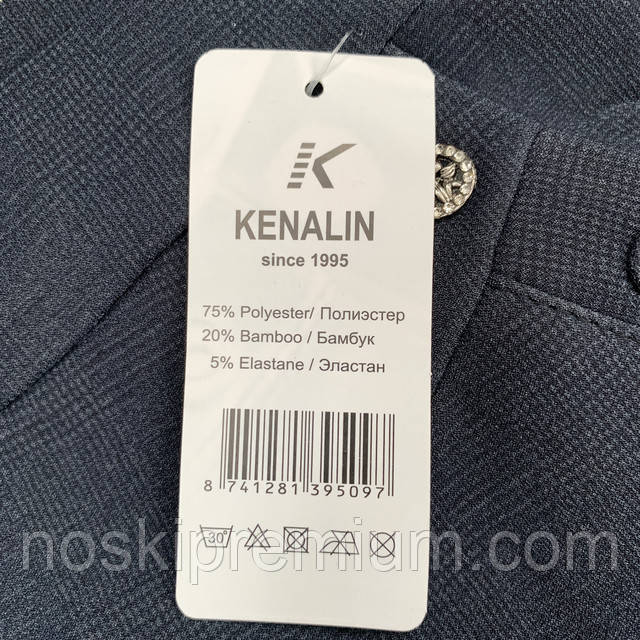 K
KENALIN
since 1995
75% Polyester/ Полиэстер
20% Bamboo / Бамбук
5% Elastane / Эластан
8 741281 395097
30°
noskipremium.com